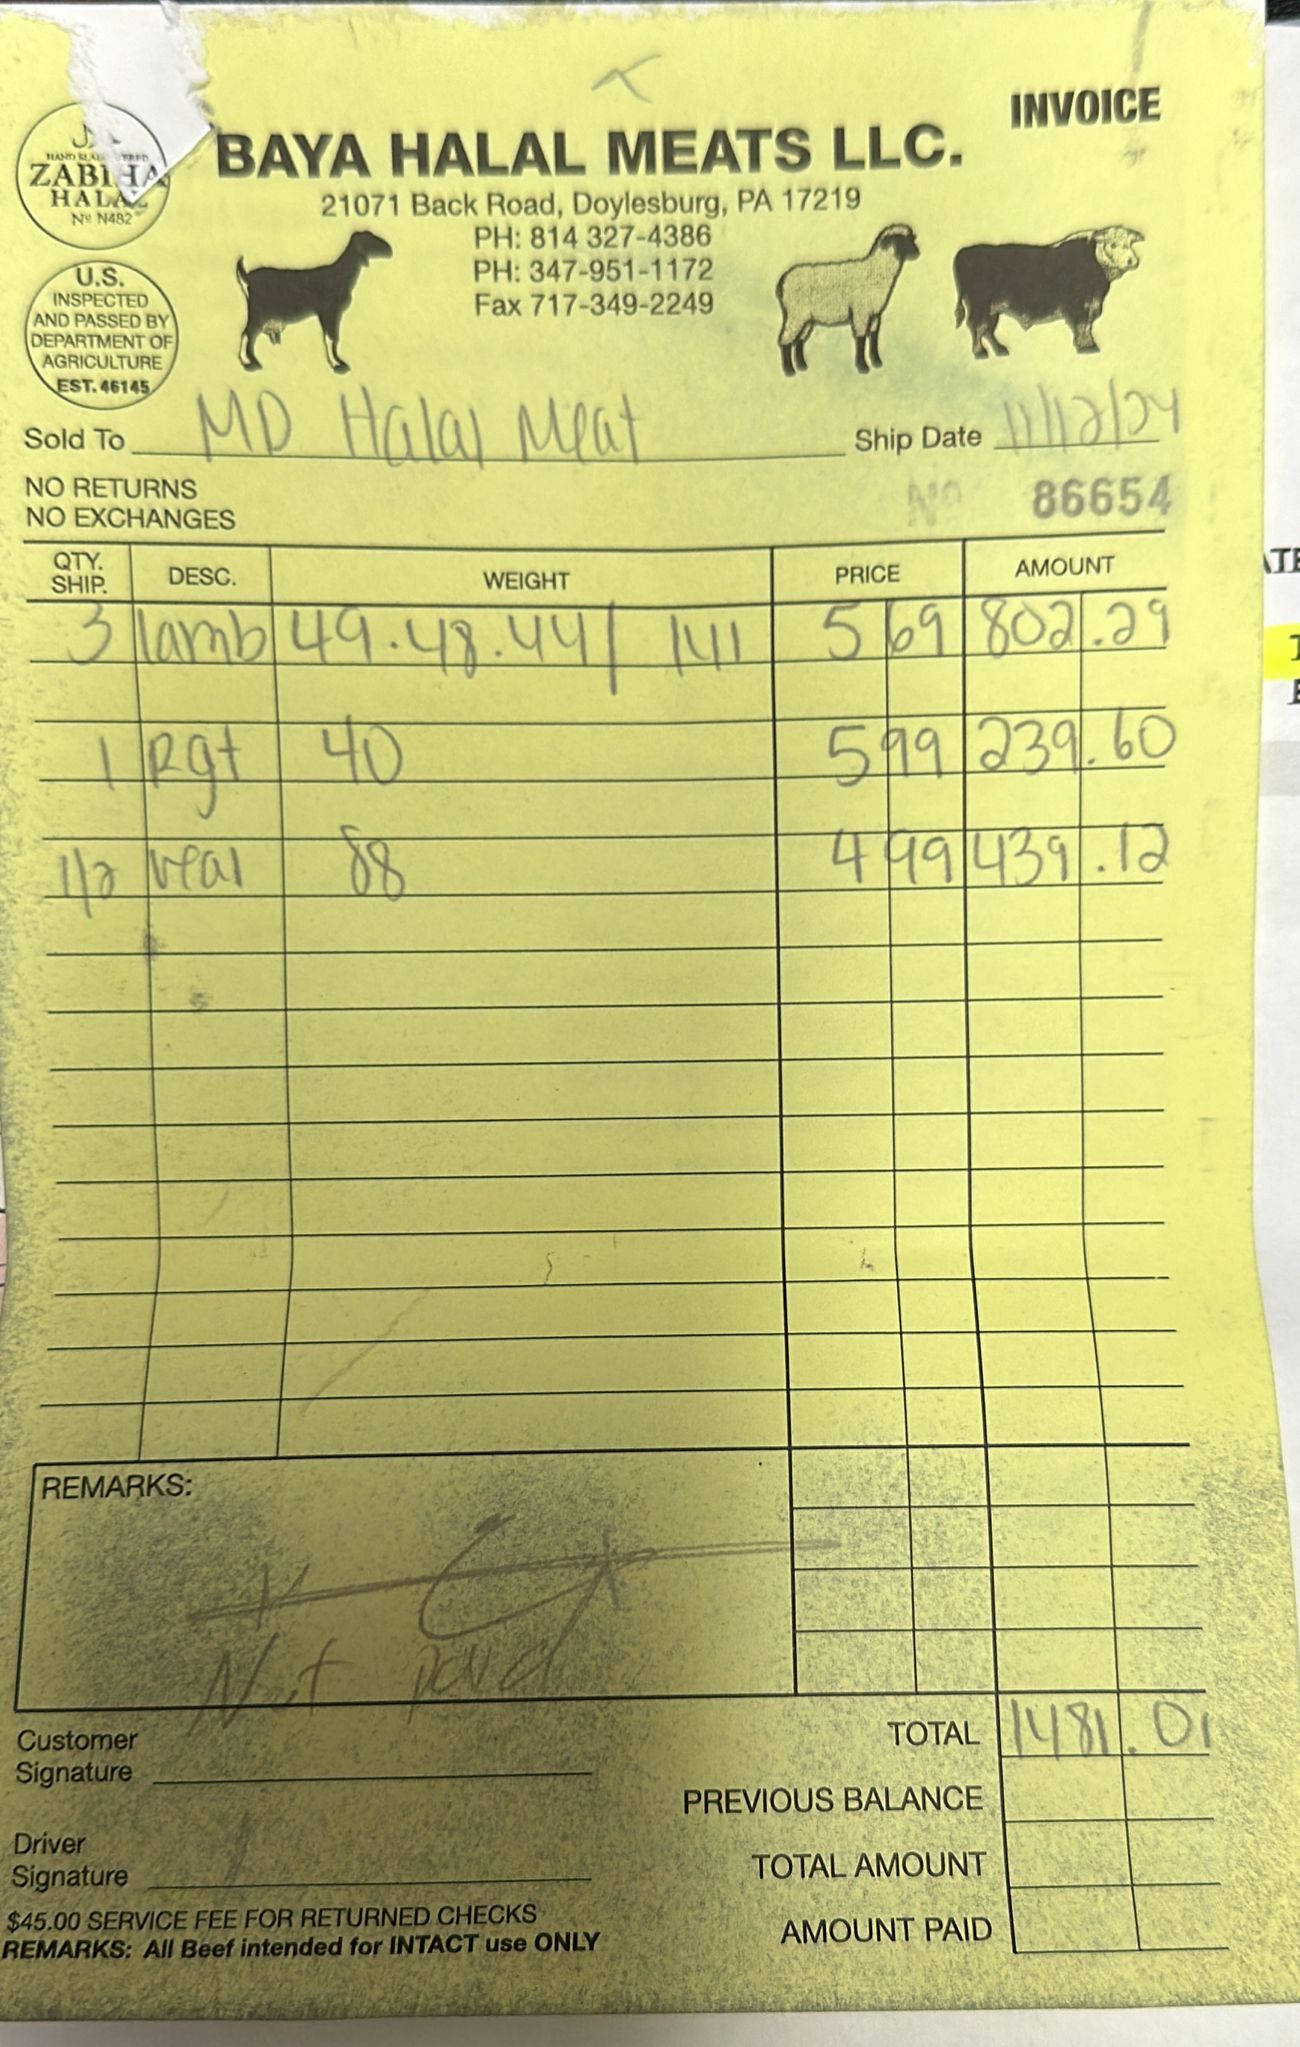 INVOICE
BAYA HALAL MEATS LLC.
21071 Back Road, Doylesburg, PA 17219
PH: 814 327-4386
PH: 347-951-1172
Fax 717-349-2249
ZABIHA
HALAL
Nº N482
U.S.
INSPECTED
AND PASSED BY
DEPARTMENT OF
AGRICULTURE
EST. 46145
Sold To MD Halal Meat Ship Date 11/12/24
NO RETURNS
NO EXCHANGES
Nº 86654
QTY. SHIP. DESC. WEIGHT PRICE AMOUNT
3 lamb 49.48.44/ 141 5 69 802.29
1 Rgt 40 5 99 239.60
1/2 veal 88 4 99 439.12
REMARKS:
Not paid
Customer
Signature
Driver
Signature
TOTAL 1481.01
PREVIOUS BALANCE
TOTAL AMOUNT
AMOUNT PAID
$45.00 SERVICE FEE FOR RETURNED CHECKS
REMARKS: All Beef intended for INTACT use ONLY